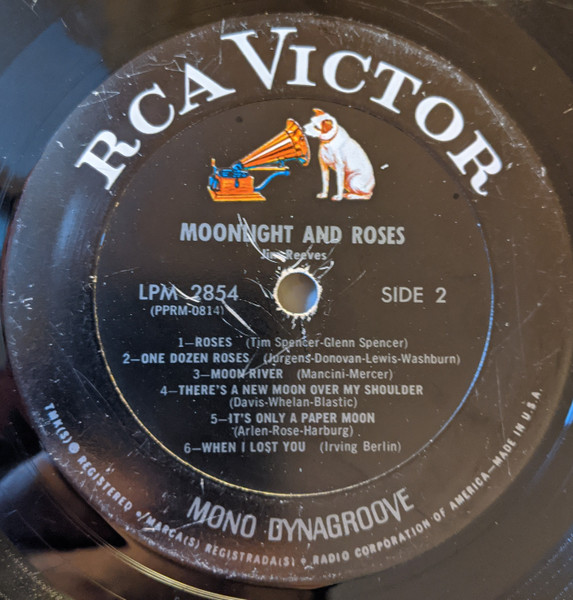 RCA VICTOR
MOONLIGHT AND ROSES
Jim Reeves
LPM 2854
SIDE 2
(PPRM-0814)
1—ROSES (Tim Spencer-Glenn Spencer)
2—ONE DOZEN ROSES (Jurgens-Donovan-Lewis-Washburn)
3—MOON RIVER (Mancini-Mercer)
4—THERE'S A NEW MOON OVER MY SHOULDER
(Davis-Whelan-Blastic)
5—IT'S ONLY A PAPER MOON
(Arlen-Rose-Harburg)
6—WHEN I LOST YOU (Irving Berlin)
MONO DYNAGROOVE
TMK(S) ® REGISTERED • MARCA(S) REGISTRADA(S) • RADIO CORPORATION OF AMERICA—MADE IN U.S.A.